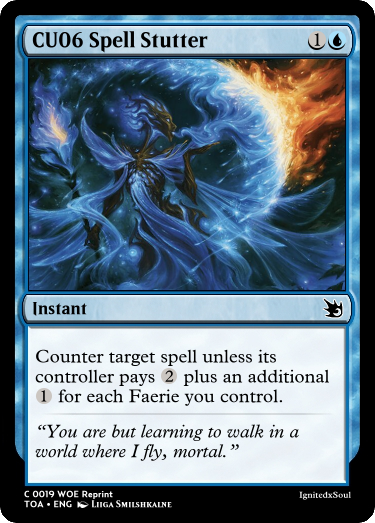 CU06 Spell Stutter 1
Instant
Counter target spell unless its
controller pays 2 plus an additional
1 for each Faerie you control.
“You are but learning to walk in a
world where I fly, mortal.”
C 0019 WOE Reprint
TOA • ENG Liiga Smilshkalne
IgnitedxSoul